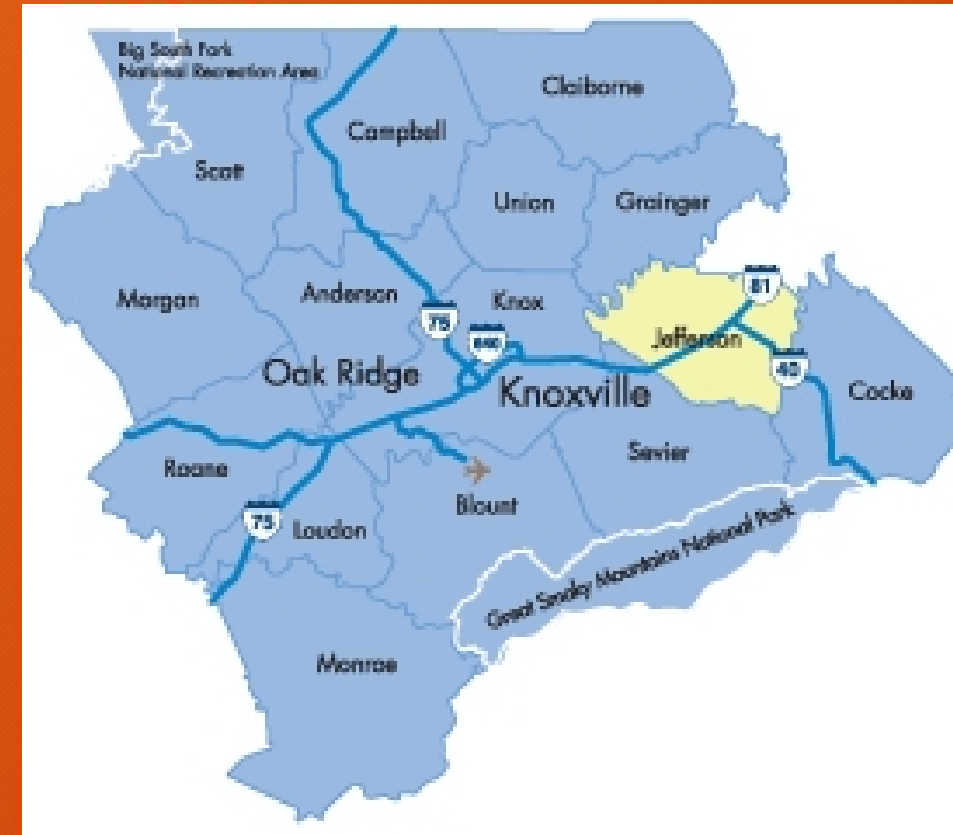 Big South Fork
National Recreation Area
Claiborne
Campbell
Scott
Union
Grainger
Morgan
Anderson
Knox
81
75
640
Jefferson
40
Oak Ridge
Knoxville
Cocke
Roane
Sevier
Blount
75
Loudon
Great Smoky Mountains National Park
Monroe